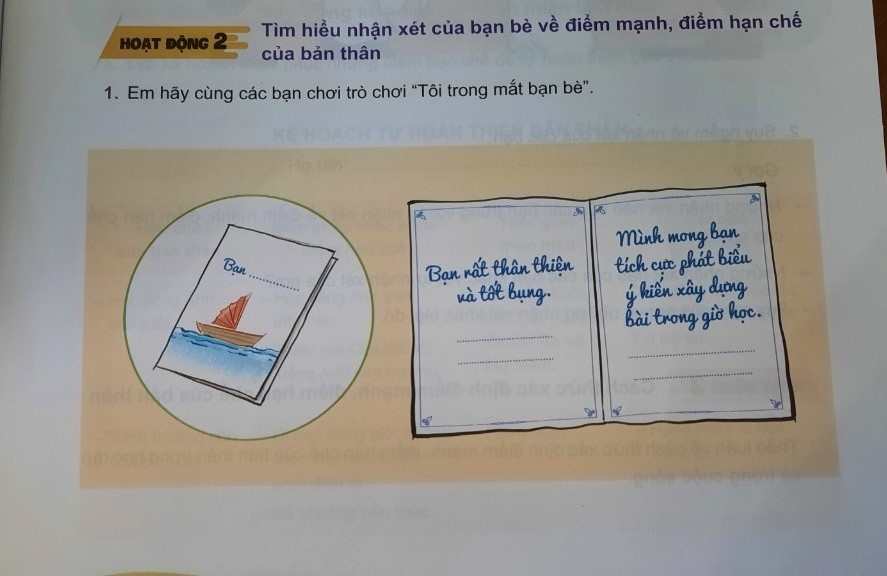 HOẠT ĐỘNG 2
Tìm hiểu nhận xét của bạn bè về điểm mạnh, điểm hạn chế
của bản thân
1. Em hãy cùng các bạn chơi trò chơi “Tôi trong mắt bạn bè”.
Bạn ..............
Bạn rất thân thiện
và tốt bụng.
Mình mong bạn
tích cực phát biểu
ý kiến xây dựng
bài trong giờ học.